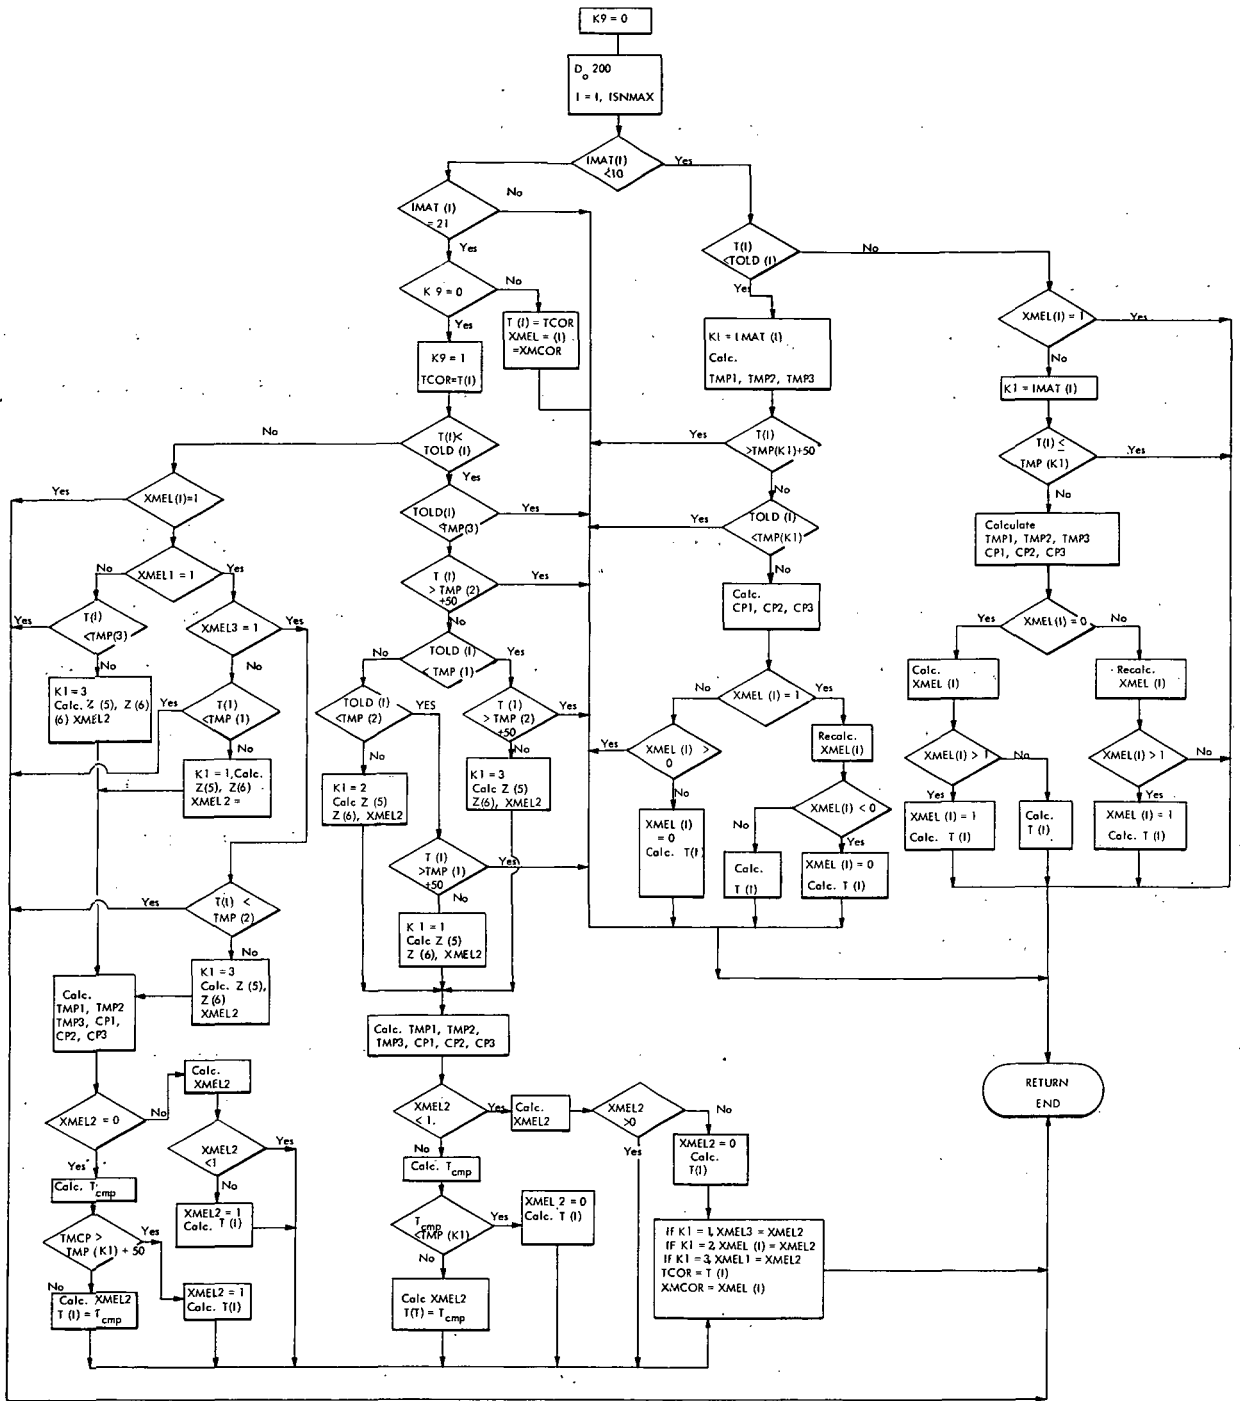 K9 = 0
Do 200
I = I, ISNMAX
IMAT(I)
<10
Yes
IMAT (I)
= 21
No
Yes
T(I)
<TOLD (I)
No
Yes
K 9 = 0
No
Yes
T (I) = TCOR
XMEL = (I)
=XMCOR
K9 = 1
TCOR=T(I)
K1 = IMAT (I)
Calc.
TMP1, TMP2, TMP3
XMEL(I) = 1
Yes
No
K1 = IMAT (I)
T(I)<
TOLD (I)
No
Yes
T(I)
>TMP(K1)+50
Yes
No
T(I) ≤
TMP (K1)
Yes
No
XMEL(I)=1
Yes
TOLD(I)
<TMP(3)
Yes
TOLD (I)
<TMP(K1)
Yes
No
Calculate
TMP1, TMP2, TMP3
CP1, CP2, CP3
XMEL1 = 1
No
Yes
T (I)
> TMP (2)
+50
Yes
No
Calc.
CP1, CP2, CP3
T(I)
<TMP(3)
Yes
No
XMEL3 = 1
Yes
No
TOLD (I)
< TMP (1)
No
Yes
XMEL(I) = 0
Yes
No
K1 = 3
Calc. Z (5), Z (6)
(6) XMEL2
T(I)
<TMP (1)
Yes
No
TOLD (I)
<TMP (2)
YES
No
T (I)
> TMP (2)
+50
Yes
No
XMEL (I) = 1
No
Yes
Calc.
XMEL (I)
Recalc.
XMEL (I)
XMEL (I) >
0
Yes
No
Recalc.
XMEL(I)
XMEL(I) > 1
No
Yes
XMEL(I) > 1
No
Yes
K1 = 1, Calc.
Z(5), Z(6)
XMEL2 =
K1 = 2
Calc Z (5)
Z (6), XMEL2
K1 = 3
Calc Z (5)
Z(6), XMEL2
XMEL (I)
= 0
Calc. T(I)
XMEL(I) < 0
No
Yes
XMEL (I) = 1
Calc. T (I)
Calc.
T (I)
XMEL (I) = 1
Calc. T (I)
T (I)
>TMP (1)
+50
Yes
No
Calc.
T (I)
XMEL (I) = 0
Calc. T (I)
T(I) <
TMP (2)
Yes
No
K 1 = 1
Calc Z (5)
Z (6), XMEL2
K1 = 3
Calc. Z (5),
Z(6)
XMEL2
Calc.
TMP1, TMP2
TMP3, CP1,
CP2, CP3
Calc. TMP1, TMP2,
TMP3, CP1, CP2, CP3
RETURN
END
Calc.
XMEL2
XMEL2 = 0
No
Yes
XMEL2
<1
Yes
No
XMEL2
< 1.
Yes
No
Calc.
XMEL2
XMEL2
>0
No
Yes
XMEL2 = 0
Calc.
T(I)
Calc. Tcmp
XMEL2 = 1
Calc. T (I)
Calc. Tcmp
Tcmp
<TMP (K1)
Yes
No
XMEL 2 = 0
Calc. T (I)
TMCP >
TMP (K1) + 50
Yes
No
IF K1 = 1, XMEL3 = XMEL2
IF K1 = 2, XMEL (I) = XMEL2
IF K1 = 3, XMEL1 = XMEL2
TCOR = T (I)
XMCOR = XMEL (I)
Calc. XMEL2
T (I) = Tcmp
XMEL2 = 1
Calc. T(I)
Calc XMEL2
T(T) = Tcmp